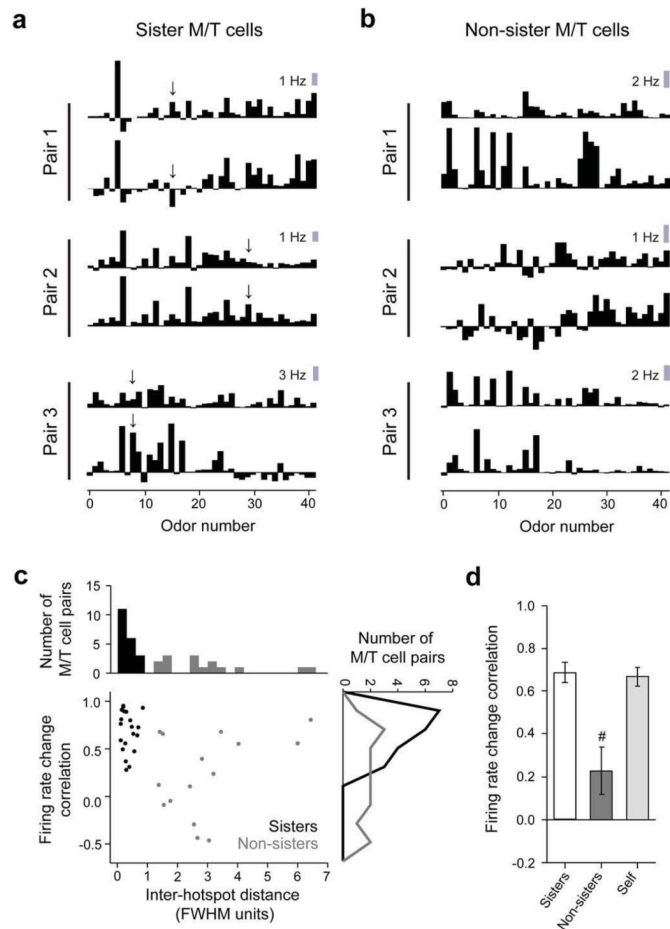 a
Sister M/T cells
b
Non-sister M/T cells
1 Hz
Pair 1
1 Hz
Pair 2
3 Hz
Pair 3
0 10 20 30 40
Odor number
2 Hz
Pair 1
1 Hz
Pair 2
2 Hz
Pair 3
0 10 20 30 40
Odor number
c
15
10
5
0
Number of
M/T cell pairs
Number of
M/T cell pairs
0 2 4 6 8
1.0
0.5
0.0
-0.5
Firing rate change
correlation
Sisters
Non-sisters
0 1 2 3 4 5 6 7
Inter-hotspot distance
(FWHM units)
d
1.0
0.8
0.6
0.4
0.2
0.0
-0.2
Firing rate change correlation
#
Sisters
Non-sisters
Self